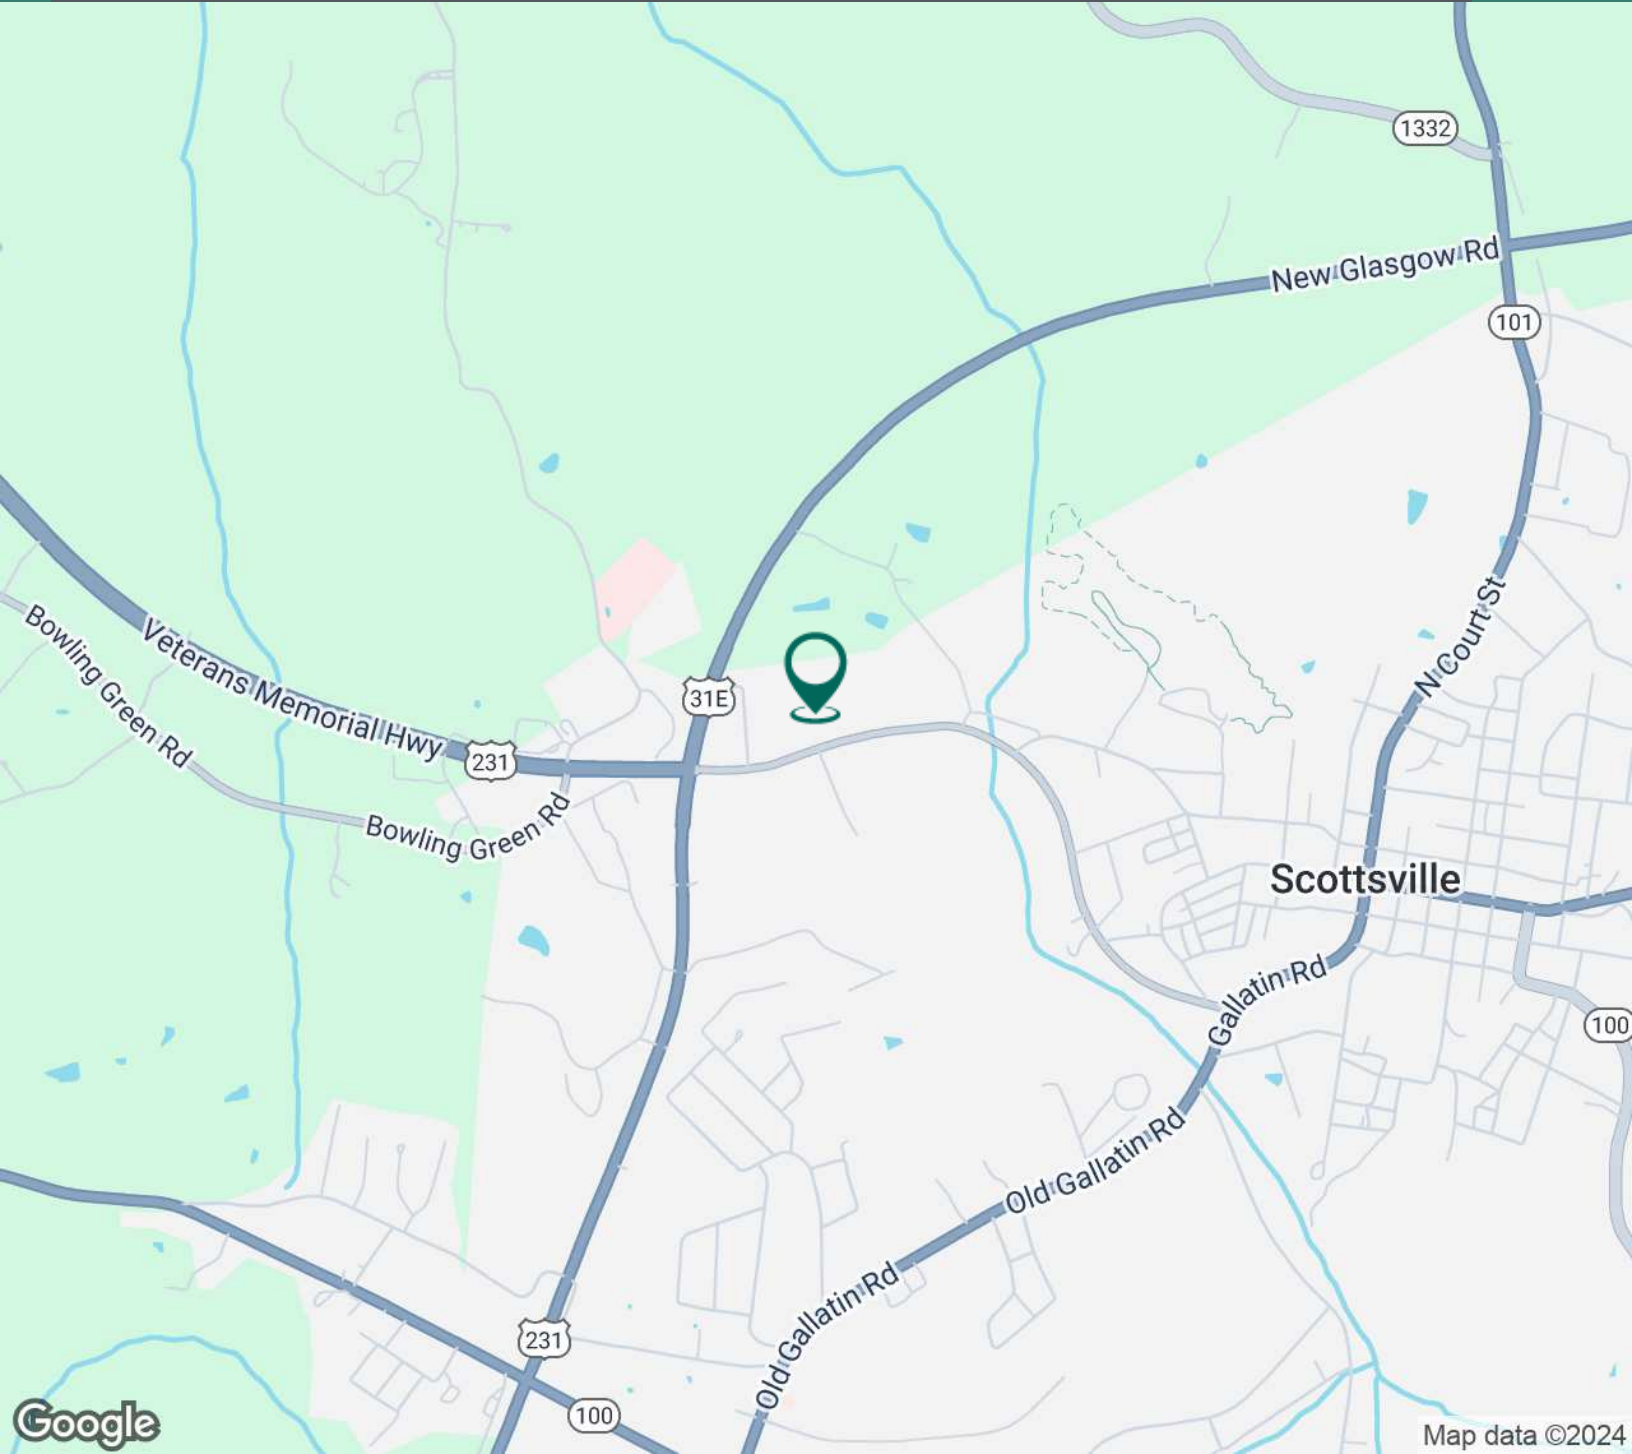 1332
New Glasgow Rd
101
Bowling Green Rd
Veterans Memorial Hwy
N Court St
31E
231
Bowling Green Rd
Scottsville
Gallatin Rd
100
Old Gallatin Rd
Old Gallatin Rd
231
100
Google
Map data ©2024